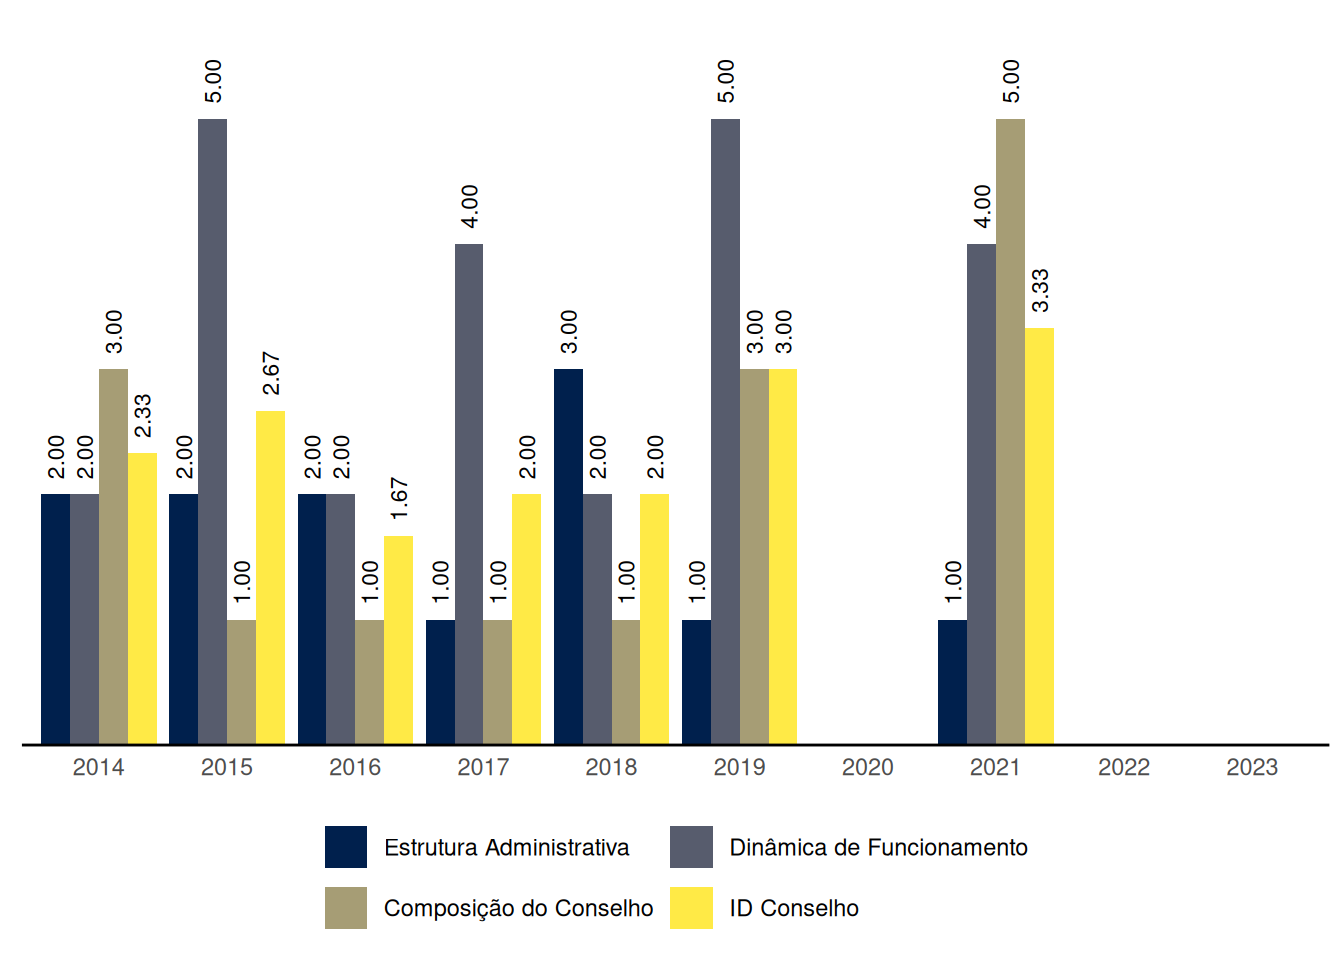 2.00 2.00 3.00 2.33 2.00 5.00 1.00 2.67 2.00 2.00 1.00 1.67 1.00 4.00 1.00 2.00 3.00 2.00 1.00 2.00 1.00 5.00 3.00 3.00 1.00 4.00 5.00 3.33
2014 2015 2016 2017 2018 2019 2020 2021 2022 2023
Estrutura Administrativa Dinâmica de Funcionamento
Composição do Conselho ID Conselho